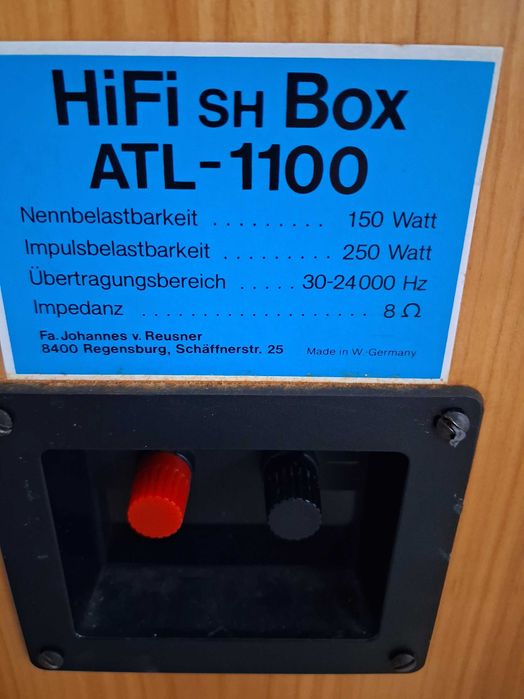 HiFi SH Box
ATL-1100
Nennbelastbarkeit . . . . . . . . . 150 Watt
Impulsbelastbarkeit . . . . . . . . . 250 Watt
Übertragungsbereich . . . . . 30-24000 Hz
Impedanz . . . . . . . . . . . . . . . . . . . 8 Ω
Fa. Johannes v. Reusner
8400 Regensburg, Schäffnerstr. 25 Made in W.-Germany